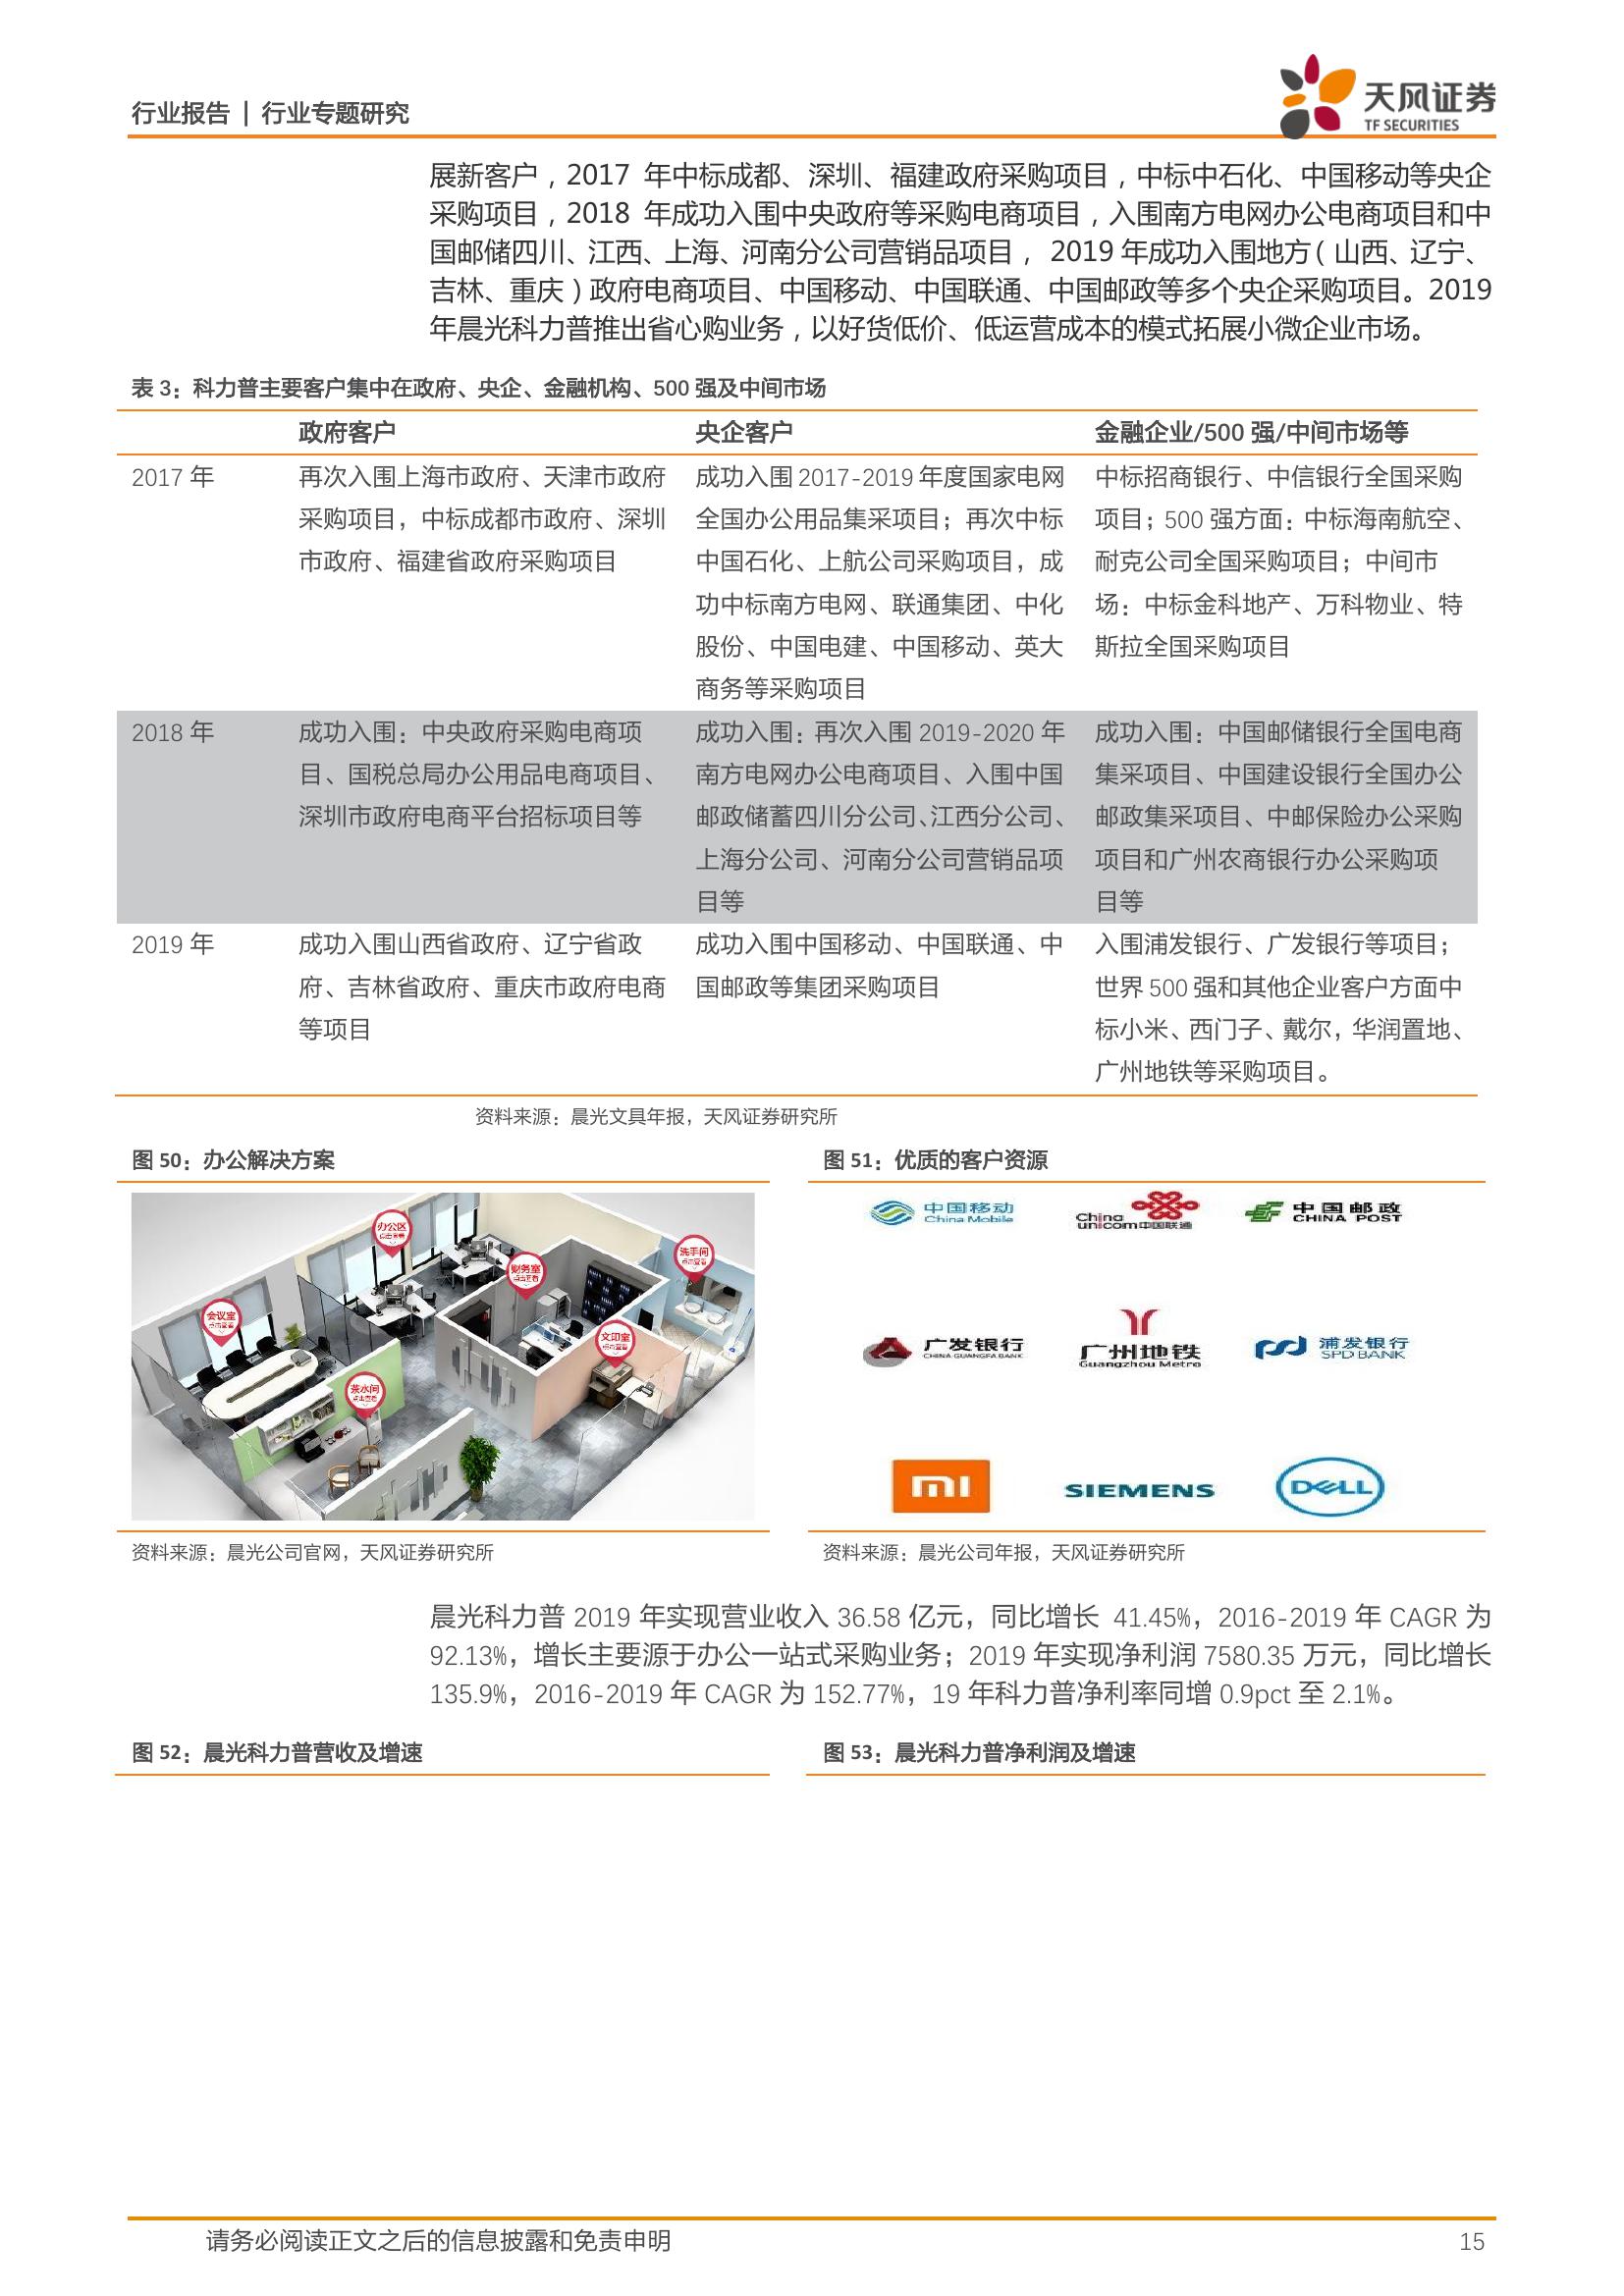 行业报告 | 行业专题研究
天风证券
TF SECURITIES
展新客户，2017 年中标成都、深圳、福建政府采购项目，中标中石化、中国移动等央企
采购项目，2018 年成功入围中央政府等采购电商项目，入围南方电网办公电商项目和中
国邮储四川、江西、上海、河南分公司营销品项目， 2019 年成功入围地方（山西、辽宁、
吉林、重庆）政府电商项目、中国移动、中国联通、中国邮政等多个央企采购项目。2019
年晨光科力普推出省心购业务，以好货低价、低运营成本的模式拓展小微企业市场。
表 3：科力普主要客户集中在政府、央企、金融机构、500 强及中间市场
政府客户 央企客户 金融企业/500 强/中间市场等
2017 年
再次入围上海市政府、天津市政府
采购项目，中标成都市政府、深圳
市政府、福建省政府采购项目
成功入围 2017-2019 年度国家电网
全国办公用品集采项目；再次中标
中国石化、上航公司采购项目，成
功中标南方电网、联通集团、中化
股份、中国电建、中国移动、英大
商务等采购项目
中标招商银行、中信银行全国采购
项目；500 强方面：中标海南航空、
耐克公司全国采购项目；中间市
场：中标金科地产、万科物业、特
斯拉全国采购项目
2018 年
成功入围：中央政府采购电商项
目、国税总局办公用品电商项目、
深圳市政府电商平台招标项目等
成功入围：再次入围 2019-2020 年
南方电网办公电商项目、入围中国
邮政储蓄四川分公司、江西分公司、
上海分公司、河南分公司营销品项
目等
成功入围：中国邮储银行全国电商
集采项目、中国建设银行全国办公
邮政集采项目、中邮保险办公采购
项目和广州农商银行办公采购项
目等
2019 年
成功入围山西省政府、辽宁省政
府、吉林省政府、重庆市政府电商
等项目
成功入围中国移动、中国联通、中
国邮政等集团采购项目
入围浦发银行、广发银行等项目；
世界 500 强和其他企业客户方面中
标小米、西门子、戴尔，华润置地、
广州地铁等采购项目。
资料来源：晨光文具年报，天风证券研究所
图 50：办公解决方案
办公区
点击查看
财务室
点击查看
洗手间
点击查看
会议室
点击查看
文印室
点击查看
茶水间
点击查看
资料来源：晨光公司官网，天风证券研究所
图 51：优质的客户资源
中国移动
China Mobile
China
unicom中国联通
中国邮政
CHINA POST
广发银行
CHINA GUANGFA BANK
广州地铁
Guangzhou Metro
浦发银行
SPD BANK
mi
SIEMENS
DELL
资料来源：晨光公司年报，天风证券研究所
晨光科力普 2019 年实现营业收入 36.58 亿元，同比增长 41.45%，2016-2019 年 CAGR 为
92.13%，增长主要源于办公一站式采购业务；2019 年实现净利润 7580.35 万元，同比增长
135.9%，2016-2019 年 CAGR 为 152.77%，19 年科力普净利率同增 0.9pct 至 2.1%。
图 52：晨光科力普营收及增速
图 53：晨光科力普净利润及增速
请务必阅读正文之后的信息披露和免责申明
15